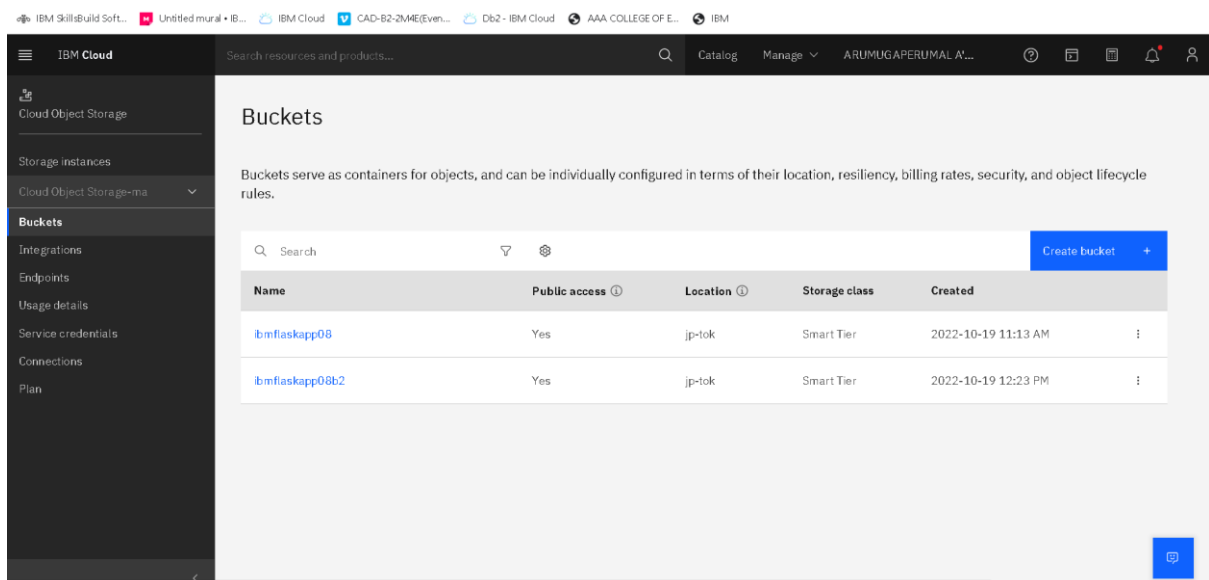 IBM SkillsBuild Soft... Untitled mural • IB... IBM Cloud CAD-B2-2M4E(Even... Db2 - IBM Cloud AAA COLLEGE OF E... IBM
IBM Cloud Search resources and products... Catalog Manage ARUMUGAPERUMAL A'...
Cloud Object Storage
Storage instances
Cloud Object Storage-ma
Buckets
Integrations
Endpoints
Usage details
Service credentials
Connections
Plan
Buckets
Buckets serve as containers for objects, and can be individually configured in terms of their location, resiliency, billing rates, security, and object lifecycle
rules.
Search Create bucket +
Name Public access Location Storage class Created
ibmflaskapp08 Yes jp-tok Smart Tier 2022-10-19 11:13 AM
ibmflaskapp08b2 Yes jp-tok Smart Tier 2022-10-19 12:23 PM